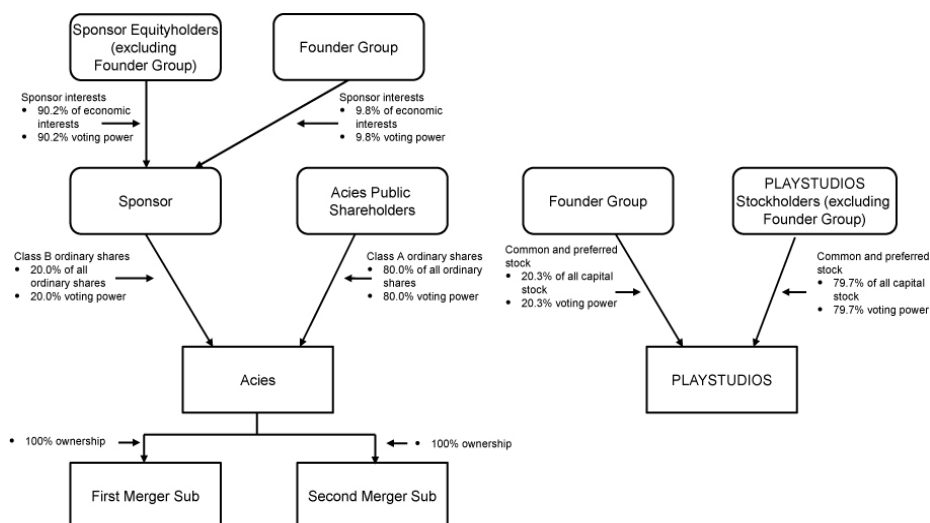 Sponsor Equityholders
(excluding
Founder Group)
Founder Group
Sponsor interests
• 90.2% of economic
interests
• 90.2% voting power
Sponsor interests
• 9.8% of economic
interests
• 9.8% voting power
Sponsor
Acies Public
Shareholders
Founder Group
PLAYSTUDIOS
Stockholders (excluding
Founder Group)
Class B ordinary shares
• 20.0% of all
ordinary shares
• 20.0% voting power
Class A ordinary shares
• 80.0% of all ordinary
shares
• 80.0% voting power
Common and preferred
stock
• 20.3% of all capital
stock
• 20.3% voting power
Common and preferred
stock
• 79.7% of all capital
stock
• 79.7% voting power
Acies
PLAYSTUDIOS
• 100% ownership
• 100% ownership
First Merger Sub
Second Merger Sub